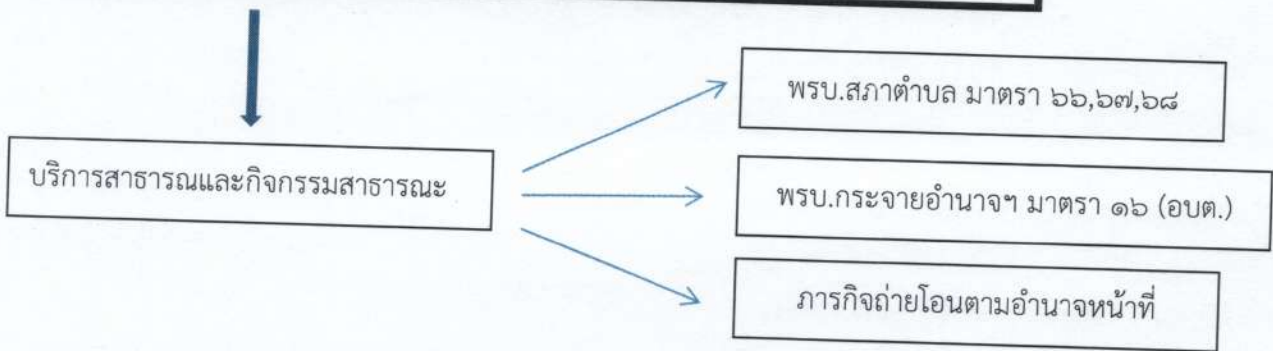 บริการสาธารณและกิจกรรมสาธารณะ
พรบ.สภาตำบล มาตรา ๖๖,๖๗,๖๘
พรบ.กระจายอำนาจฯ มาตรา ๑๖ (อบต.)
ภารกิจถ่ายโอนตามอำนาจหน้าที่